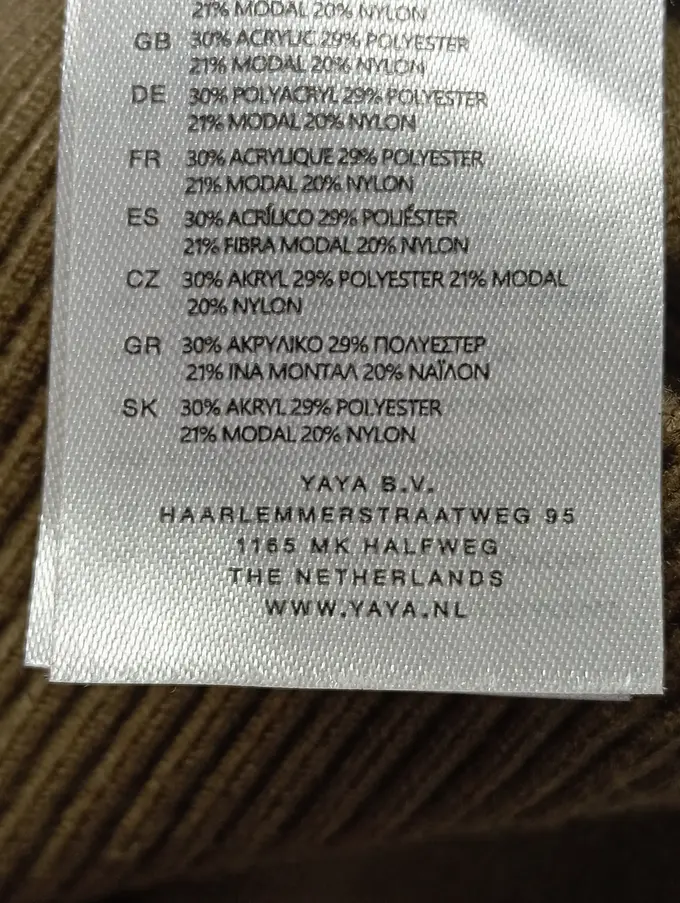 21% MODAL 20% NYLON
GB 30% ACRYLIC 29% POLYESTER
21% MODAL 20% NYLON
DE 30% POLYACRYL 29% POLYESTER
21% MODAL 20% NYLON
FR 30% ACRYLIQUE 29% POLYESTER
21% MODAL 20% NYLON
ES 30% ACRÍLICO 29% POLIÉSTER
21% FIBRA MODAL 20% NYLON
CZ 30% AKRYL 29% POLYESTER 21% MODAL
20% NYLON
GR 30% ΑΚΡΥΛΙΚΟ 29% ΠΟΛΥΕΣΤΕΡ
21% ΙΝΑ ΜΟΝΤΑΛ 20% ΝΑΪΛΟΝ
SK 30% AKRYL 29% POLYESTER
21% MODAL 20% NYLON
YAYA B.V.
HAARLEMMERSTRAATWEG 95
1165 MK HALFWEG
THE NETHERLANDS
WWW.YAYA.NL